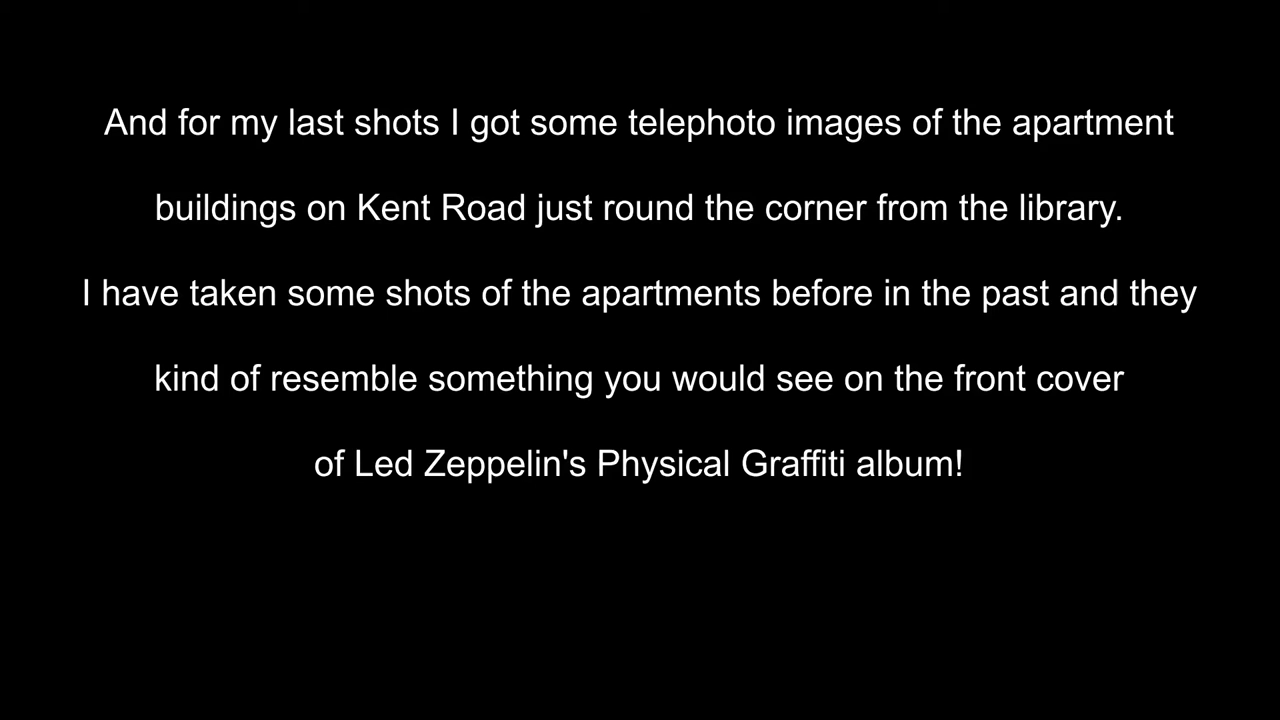 And for my last shots I got some telephoto images of the apartment
buildings on Kent Road just round the corner from the library.
I have taken some shots of the apartments before in the past and they
kind of resemble something you would see on the front cover
of Led Zeppelin's Physical Graffiti album!